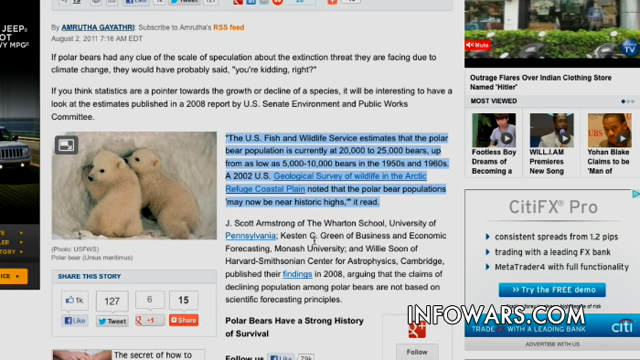 JEEP
NOT
By AMRUTHA GAYATHRI: Subscribe to Amrutha's RSS feed
August 2, 2011 7:16 AM EDT
If polar bears had any clue of the scale of speculation about the extinction threat they are facing due to
climate change, they would have probably said, "you're kidding, right?"
If you think statistics are a pointer towards the growth or decline of a species, it will be interesting to have a
look at the estimates published in a 2008 report by U.S. Senate Environment and Public Works
Committee.
"The U.S. Fish and Wildlife Service estimates that the polar
bear population is currently at 20,000 to 25,000 bears, up
from as low as 5,000-10,000 bears in the 1950s and 1960s.
A 2002 U.S. Geological Survey of wildlife in the Arctic
Refuge Coastal Plain noted that the polar bear populations
'may now be near historic highs,'" it read.
(Photo: USFWS)
Polar bear (Ursus maritimus)
J. Scott Armstrong of The Wharton School, University of
Pennsylvania; Kesten C. Green of Business and Economic
Forecasting, Monash University; and Willie Soon of
Harvard-Smithsonian Center for Astrophysics, Cambridge,
published their findings in 2008, arguing that the claims of
declining population among polar bears are not based on
scientific forecasting principles.
SHARE THIS STORY
1k
127
6
15
Like
Tweet
+1
Share
Polar Bears Have a Strong History
of Survival
The secret of how to
Follow us
Like
79k
Follow
Mute
TV
Outrage Flares Over Indian Clothing Store
Named 'Hitler'
MOST VIEWED
Footless Boy
Dreams of
Becoming a
WILL.I.AM
Premieres
New Song
Yohan Blake
Claims to be
'Man of
CitiFX® Pro
consistent spreads from 1.2 pips
trading with a leading FX bank
MetaTrader4 with full functionality
Try the FREE demo
INFOWARS.COM
TRADE WITH A LEADING BANK
citi